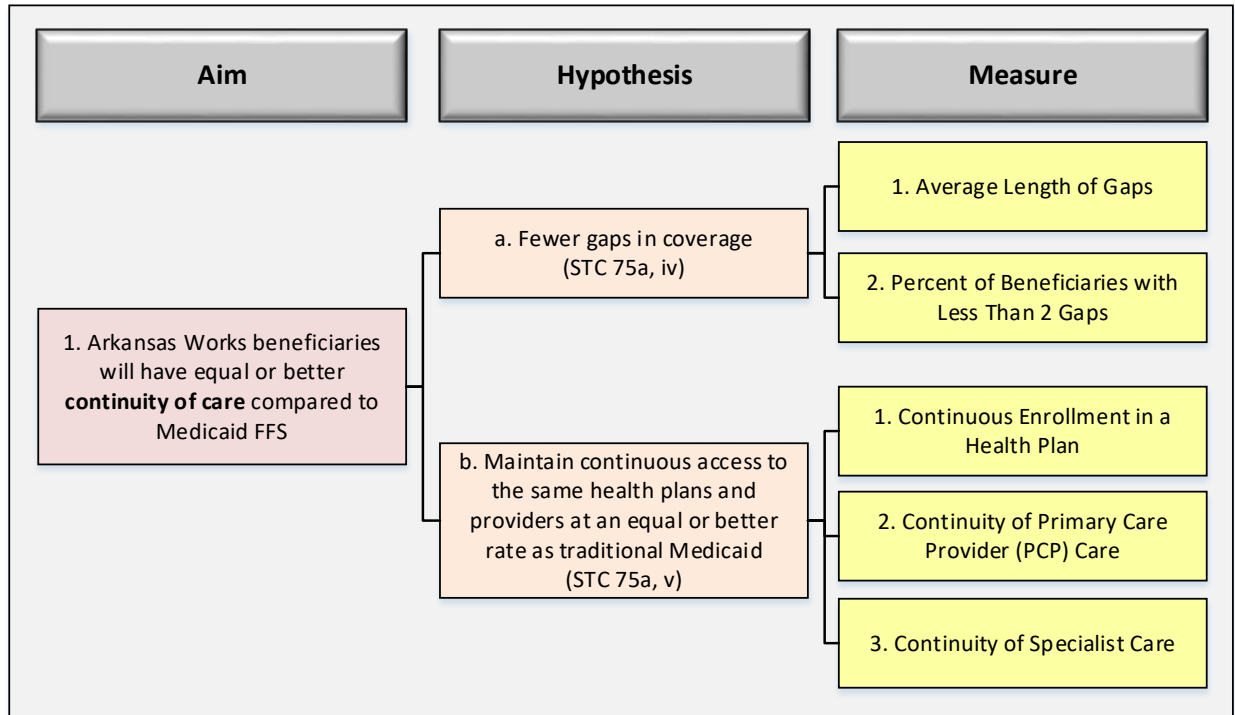 Aim
Hypothesis
Measure
1. Arkansas Works beneficiaries
will have equal or better
continuity of care compared to
Medicaid FFS
a. Fewer gaps in coverage
(STC 75a, iv)
1. Average Length of Gaps
2. Percent of Beneficiaries with
Less Than 2 Gaps
b. Maintain continuous access to
the same health plans and
providers at an equal or better
rate as traditional Medicaid
(STC 75a, v)
1. Continuous Enrollment in a
Health Plan
2. Continuity of Primary Care
Provider (PCP) Care
3. Continuity of Specialist Care